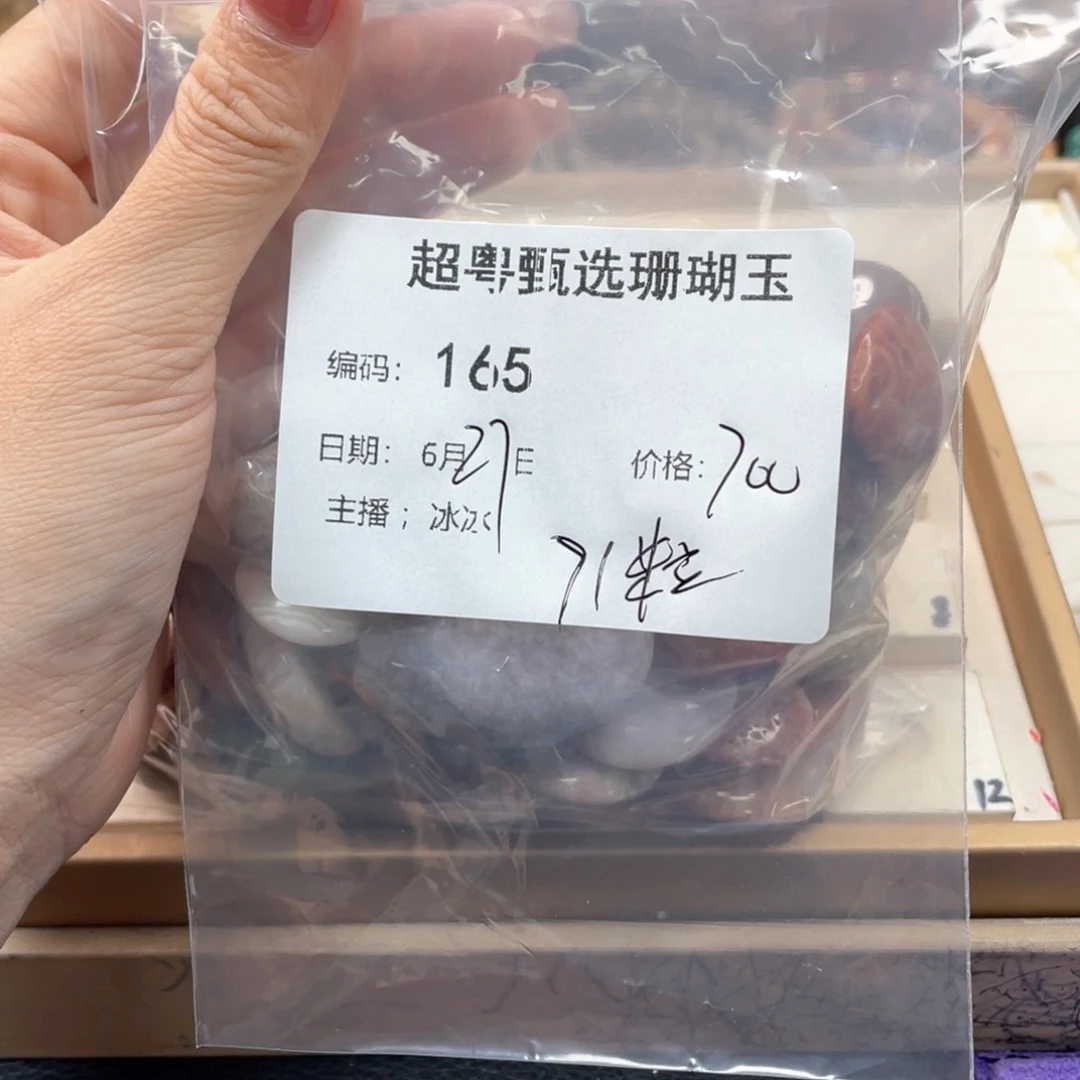 超粤甄选珊瑚玉
编码： 165
日期： 6月27日 价格：700
主播；冰冰
71粒
12